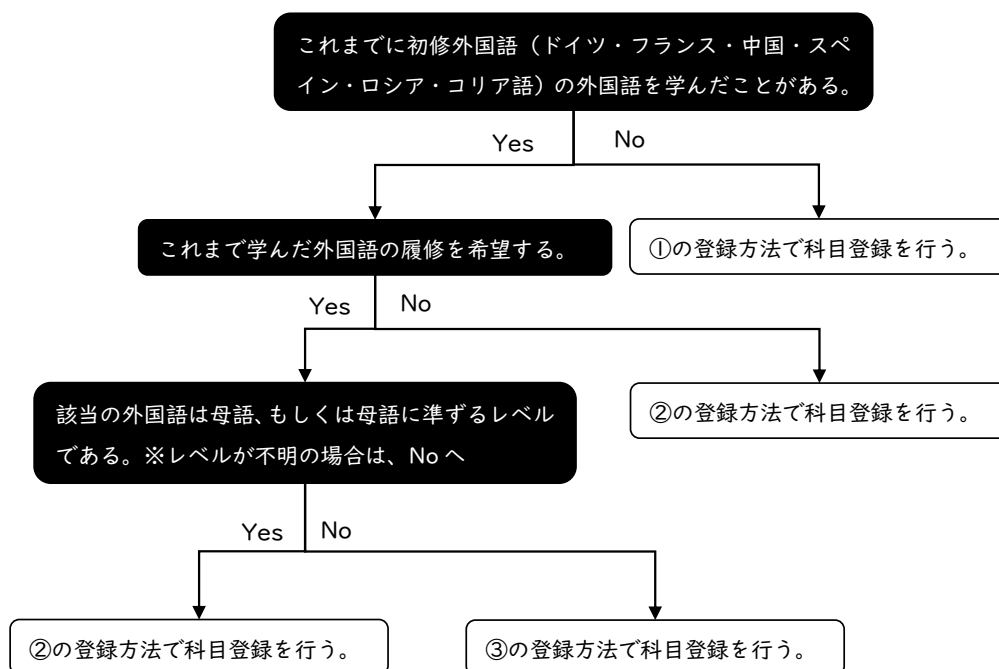 これまでに初修外国語（ドイツ・フランス・中国・スペ
イン・ロシア・コリア語）の外国語を学んだことがある。
Yes
No
これまで学んだ外国語の履修を希望する。
①の登録方法で科目登録を行う。
Yes
No
該当の外国語は母語、もしくは母語に準ずるレベル
である。※レベルが不明の場合は、No へ
②の登録方法で科目登録を行う。
Yes
No
②の登録方法で科目登録を行う。
③の登録方法で科目登録を行う。